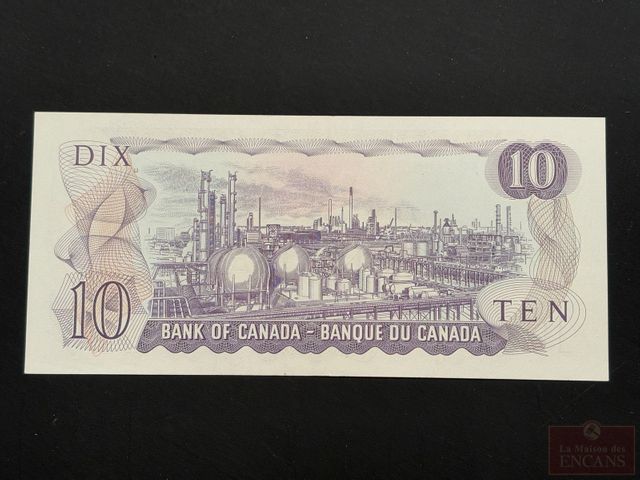 DIX
10
10
TEN
BANK OF CANADA - BANQUE DU CANADA
La Maison des
ENCANS